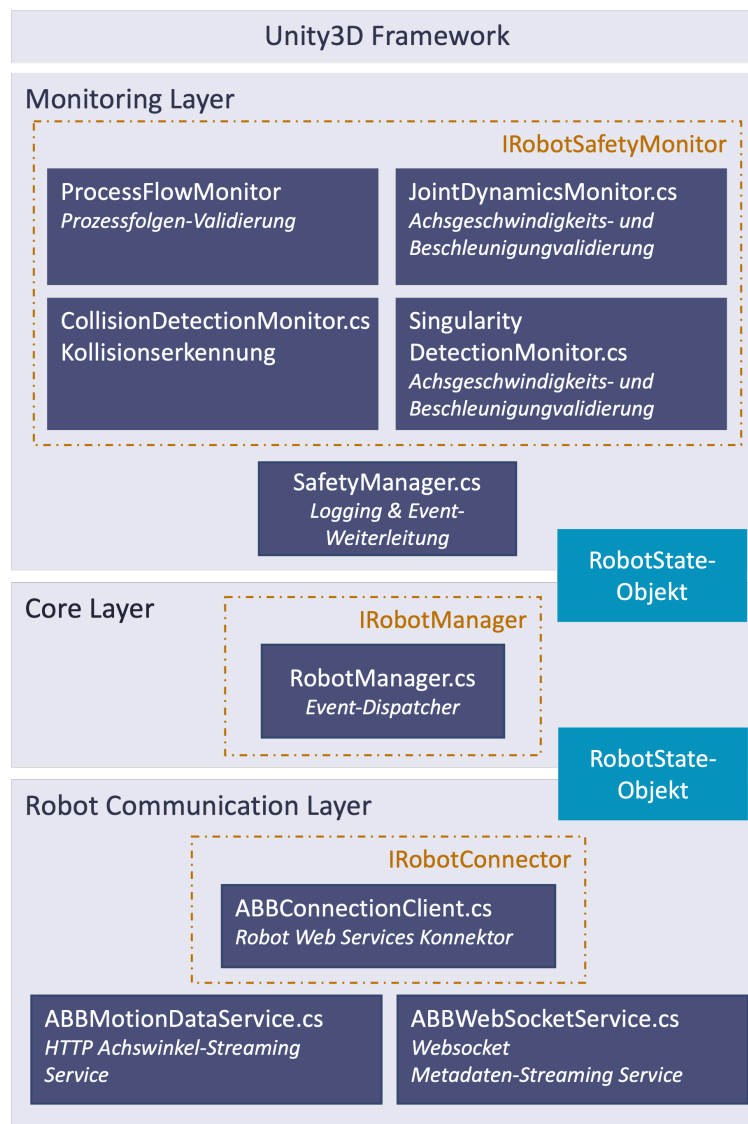 Unity3D Framework
Monitoring Layer
IRobotSafetyMonitor
ProcessFlowMonitor
Prozessfolgen-Validierung
JointDynamicsMonitor.cs
Achsgeschwindigkeits- und
Beschleunigungvalidierung
CollisionDetectionMonitor.cs
Kollisionserkennung
Singularity
DetectionMonitor.cs
Achsgeschwindigkeits- und
Beschleunigungvalidierung
SafetyManager.cs
Logging & Event-
Weiterleitung
RobotState-
Objekt
Core Layer
IRobotManager
RobotManager.cs
Event-Dispatcher
RobotState-
Objekt
Robot Communication Layer
IRobotConnector
ABBConnectionClient.cs
Robot Web Services Konnektor
ABBMotionDataService.cs
HTTP Achswinkel-Streaming
Service
ABBWebSocketService.cs
Websocket
Metadaten-Streaming Service